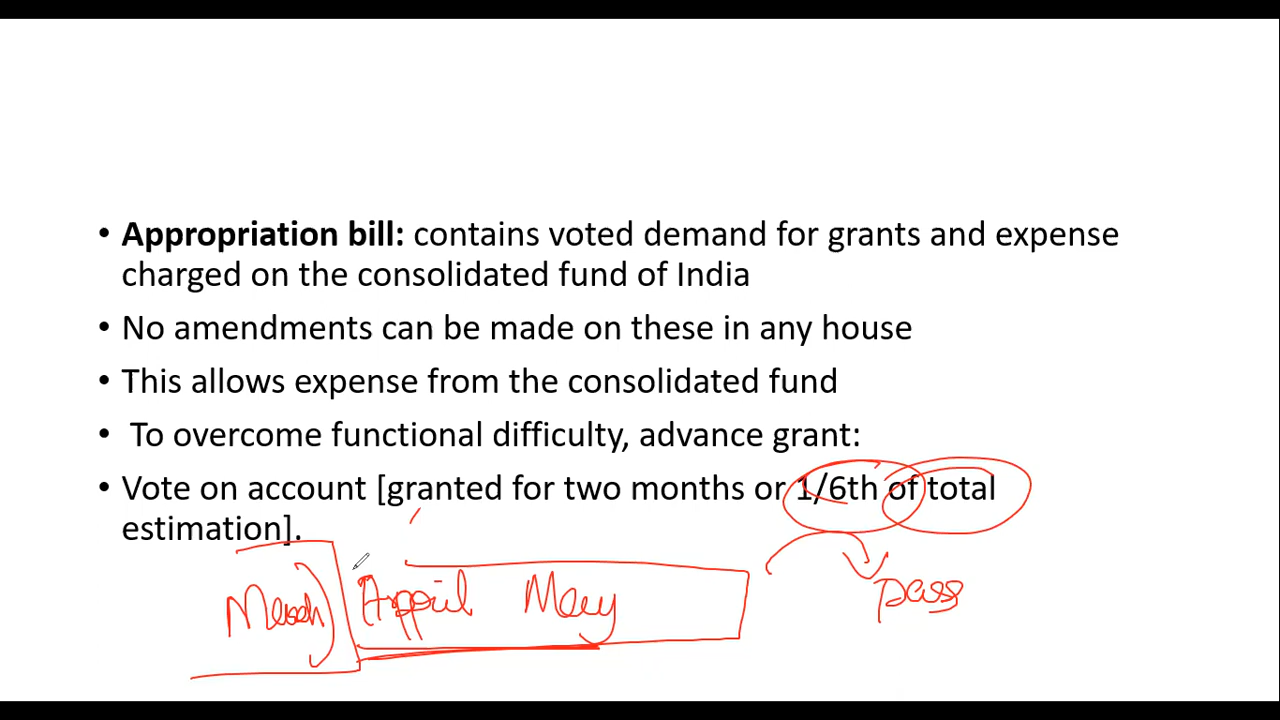 • Appropriation bill: contains voted demand for grants and expense
charged on the consolidated fund of India
• No amendments can be made on these in any house
• This allows expense from the consolidated fund
• To overcome functional difficulty, advance grant:
• Vote on account [granted for two months or 1/6th of total
estimation].
March April May pass